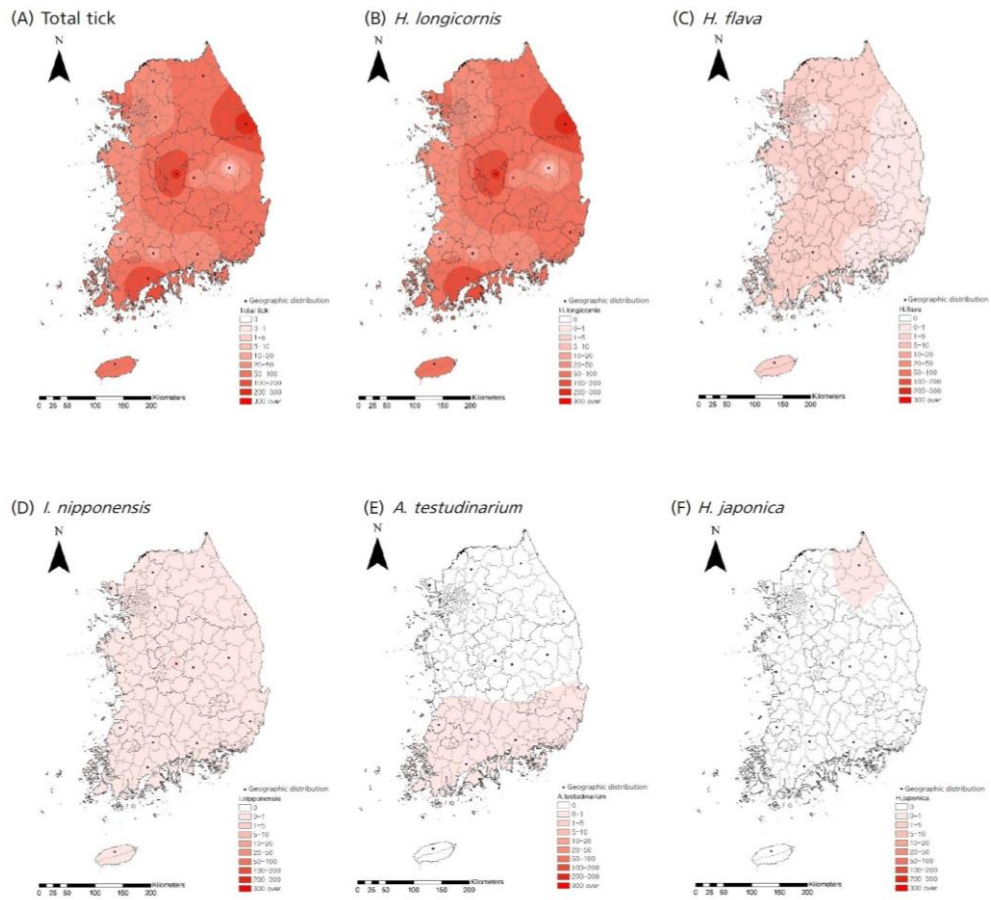 (A) Total tick
N
• Geographic distribution
Total tick
0
0-1
1-5
5-10
10-20
20-50
50-100
100-200
200-300
300 over
Kilometers
0 25 50 100 150 200
(B) H. longicornis
N
• Geographic distribution
H.longicornis
0
0-1
1-5
5-10
10-20
20-50
50-100
100-200
200-300
300 over
Kilometers
0 25 50 100 150 200
(C) H. flava
N
• Geographic distribution
H.flava
0
0-1
1-5
5-10
10-20
20-50
50-100
100-200
200-300
300 over
Kilometers
0 25 50 100 150 200
(D) I. nipponensis
N
• Geographic distribution
I.nipponensis
0
0-1
1-5
5-10
10-20
20-50
50-100
100-200
200-300
300 over
Kilometers
0 25 50 100 150 200
(E) A. testudinarium
N
• Geographic distribution
A.testudinarium
0
0-1
1-5
5-10
10-20
20-50
50-100
100-200
200-300
300 over
Kilometers
0 25 50 100 150 200
(F) H. japonica
N
• Geographic distribution
H.japonica
0
0-1
1-5
5-10
10-20
20-50
50-100
100-200
200-300
300 over
Kilometers
0 25 50 100 150 200